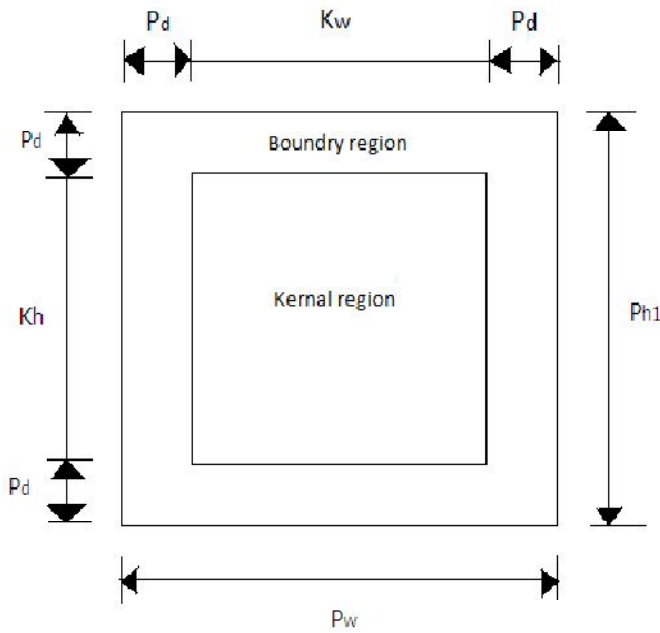 Pd
Kw
Pd
Pd
Boundry region
Kernal region
Kh
Ph1
Pd
Pw